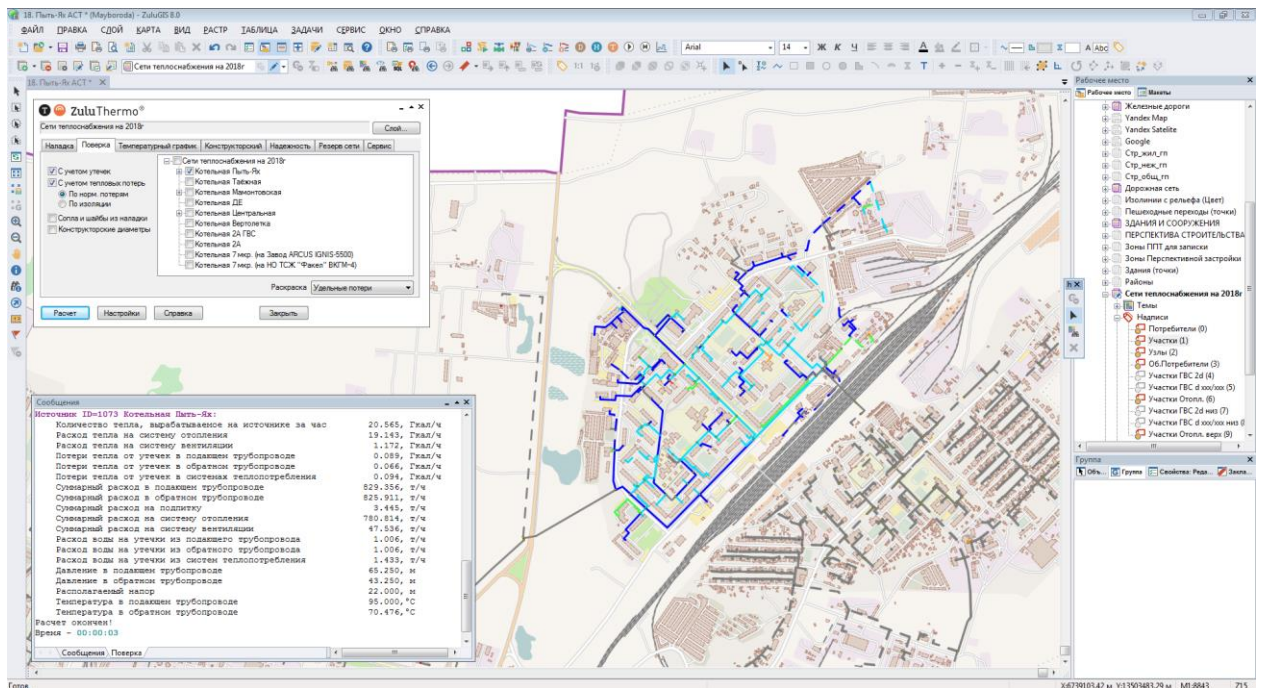 18. Пыть-Ях АСТ * (Mayboroda) - ZuluGIS 8.0
ФАЙЛ ПРАВКА СЛОЙ КАРТА ВИД РАСТР ТАБЛИЦА ЗАДАЧИ СЕРВИС ОКНО СПРАВКА
Arial 14 Ж К Ч
Сети теплоснабжения на 2018г
18. Пыть-Ях АСТ * X
ZuluThermo®
Сети теплоснабжения на 2018г Слой...
Наладка Поверка Температурный график Конструкторский Надежность Резерв сети Сервис
С учетом утечек
С учетом тепловых потерь
По норм. потерям
По изоляции
Сопла и шайбы из наладки
Конструкторские диаметры
Сети теплоснабжения на 2018г
Котельная Пыть-Ях
Котельная Таёжная
Котельная Мамонтовская
Котельная ДЕ
Котельная Центральная
Котельная Вертолетка
Котельная 2А ГВС
Котельная 2А
Котельная 7 мкр. (на Завод ARCUS IGNIS-5500)
Котельная 7 мкр. (на НО ТСЖ "Факел" ВКГМ-4)
Раскраска Удельные потери
Расчет Настройки Справка Закрыть
Сообщения
Источник ID=1073 Котельная Пыть-Ях:
Количество тепла, вырабатываемое на источнике за час 20.565, Гкал/ч
Расход тепла на систему отопления 19.143, Гкал/ч
Расход тепла на систему вентиляции 1.172, Гкал/ч
Потери тепла от утечек в подающем трубопроводе 0.089, Гкал/ч
Потери тепла от утечек в обратном трубопроводе 0.066, Гкал/ч
Потери тепла от утечек в системах теплопотребления 0.094, Гкал/ч
Суммарный расход в подающем трубопроводе 829.356, т/ч
Суммарный расход в обратном трубопроводе 825.911, т/ч
Суммарный расход на подпитку 3.445, т/ч
Суммарный расход на систему отопления 780.814, т/ч
Суммарный расход на систему вентиляции 47.536, т/ч
Расход воды на утечки из подающего трубопровода 1.006, т/ч
Расход воды на утечки из обратного трубопровода 1.006, т/ч
Расход воды на утечки из систем теплопотребления 1.433, т/ч
Давление в подающем трубопроводе 65.250, м
Давление в обратном трубопроводе 43.250, м
Располагаемый напор 22.000, м
Температура в подающем трубопроводе 95.000,°C
Температура в обратном трубопроводе 70.476,°C
Расчет окончен!
Время - 00:00:03
Сообщения Поверка
Рабочее место
Рабочее место Макеты
Железные дороги
Yandex Map
Yandex Satelite
Google
Стр_жил_гп
Стр_неж_гп
Стр_общ_гп
Дорожная сеть
Изолинии с рельефа (Цвет)
Пешеходные переходы (точки)
ЗДАНИЯ И СООРУЖЕНИЯ
ПЕРСПЕКТИВА СТРОИТЕЛЬСТВА
Зоны ППТ для записки
Зоны Перспективной застройки
Здания (точки)
Районы
Сети теплоснабжения на 2018г
Темы
Надписи
Потребители (0)
Участки (1)
Узлы (2)
Об.Потребители (3)
Участки ГВС 2d (4)
Участки ГВС d xxx/xxx (5)
Участки Отопл. (6)
Участки ГВС 2d низ (7)
Участки ГВС d xxx/xxx низ
Участки Отопл. верх (9)
Группа
Объ... Группа Свойства: Реда... Закла...
Готов X:6739103.42 м Y:13503483.29 м М1:8843 Z15